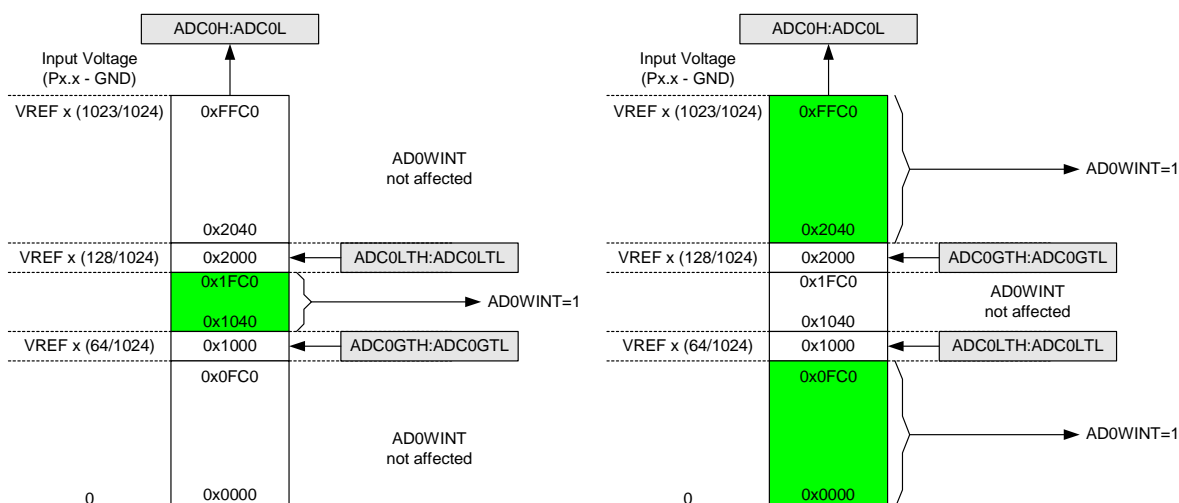 ADC0H:ADC0L
Input Voltage
(Px.x - GND)
VREF x (1023/1024)
0xFFC0
AD0WINT
not affected
0x2040
VREF x (128/1024)
0x2000
ADC0LTH:ADC0LTL
0x1FC0
AD0WINT=1
0x1040
VREF x (64/1024)
0x1000
ADC0GTH:ADC0GTL
0x0FC0
AD0WINT
not affected
0
0x0000
ADC0H:ADC0L
Input Voltage
(Px.x - GND)
VREF x (1023/1024)
0xFFC0
AD0WINT=1
0x2040
VREF x (128/1024)
0x2000
ADC0GTH:ADC0GTL
0x1FC0
AD0WINT
not affected
0x1040
VREF x (64/1024)
0x1000
ADC0LTH:ADC0LTL
0x0FC0
AD0WINT=1
0
0x0000